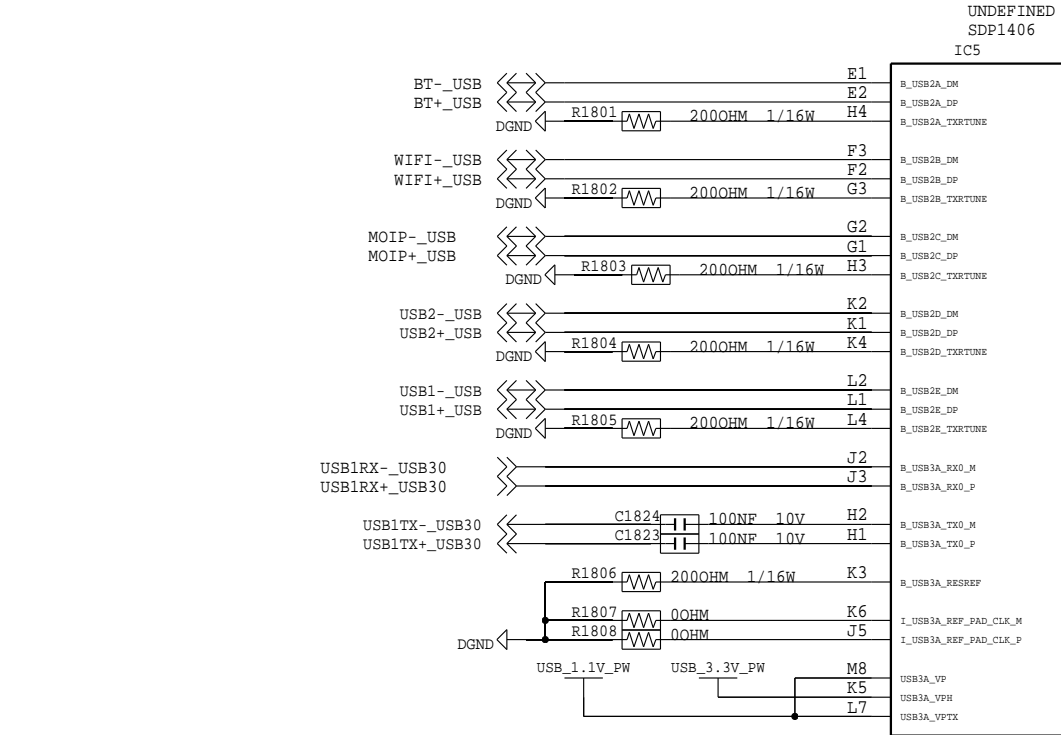 UNDEFINED
SDP1406
IC5
BT-_USB E1 B_USB2A_DM
BT+_USB E2 B_USB2A_DP
DGND R1801 200OHM 1/16W H4 B_USB2A_TXRTUNE
WIFI-_USB F3 B_USB2B_DM
WIFI+_USB F2 B_USB2B_DP
DGND R1802 200OHM 1/16W G3 B_USB2B_TXRTUNE
MOIP-_USB G2 B_USB2C_DM
MOIP+_USB G1 B_USB2C_DP
DGND R1803 200OHM 1/16W H3 B_USB2C_TXRTUNE
USB2-_USB K2 B_USB2D_DM
USB2+_USB K1 B_USB2D_DP
DGND R1804 200OHM 1/16W K4 B_USB2D_TXRTUNE
USB1-_USB L2 B_USB2E_DM
USB1+_USB L1 B_USB2E_DP
DGND R1805 200OHM 1/16W L4 B_USB2E_TXRTUNE
USB1RX-_USB30 J2 B_USB3A_RX0_M
USB1RX+_USB30 J3 B_USB3A_RX0_P
USB1TX-_USB30 C1824 100NF 10V H2 B_USB3A_TX0_M
USB1TX+_USB30 C1823 100NF 10V H1 B_USB3A_TX0_P
R1806 200OHM 1/16W K3 B_USB3A_RESREF
R1807 0OHM K6 I_USB3A_REF_PAD_CLK_M
DGND R1808 0OHM J5 I_USB3A_REF_PAD_CLK_P
USB_1.1V_PW USB_3.3V_PW M8 USB3A_VP
K5 USB3A_VPH
L7 USB3A_VPTX